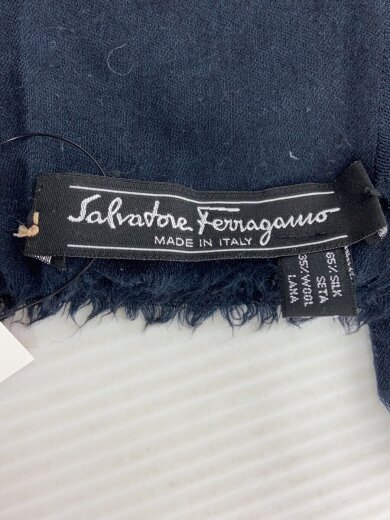 Salvatore Ferragamo
MADE IN ITALY
65% SILK
SETA
35% WOOL
LANA